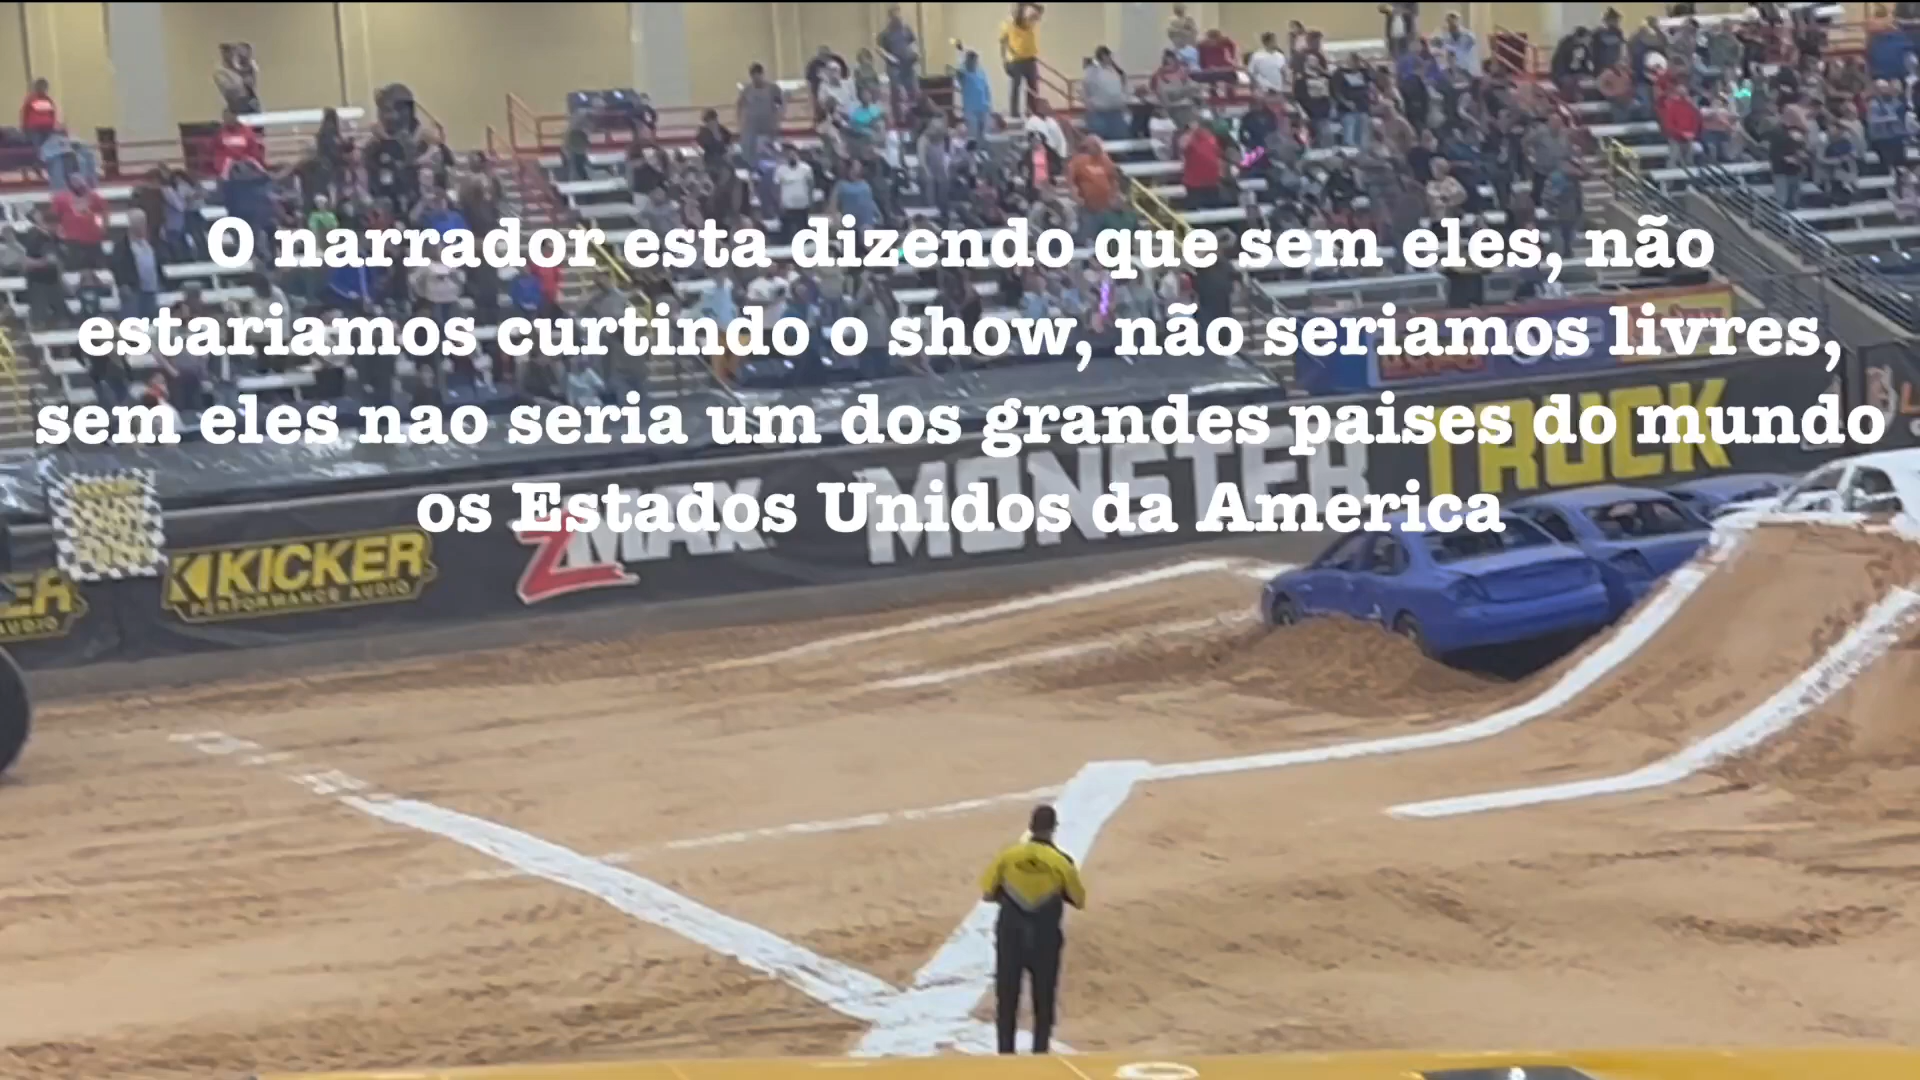 O narrador esta dizendo que sem eles, não
estariamos curtindo o show, não seriamos livres,
sem eles nao seria um dos grandes paises do mundo
os Estados Unidos da America
MONSTER TRUCK
ZMAX
KICKER
PERFORMANCE AUDIO